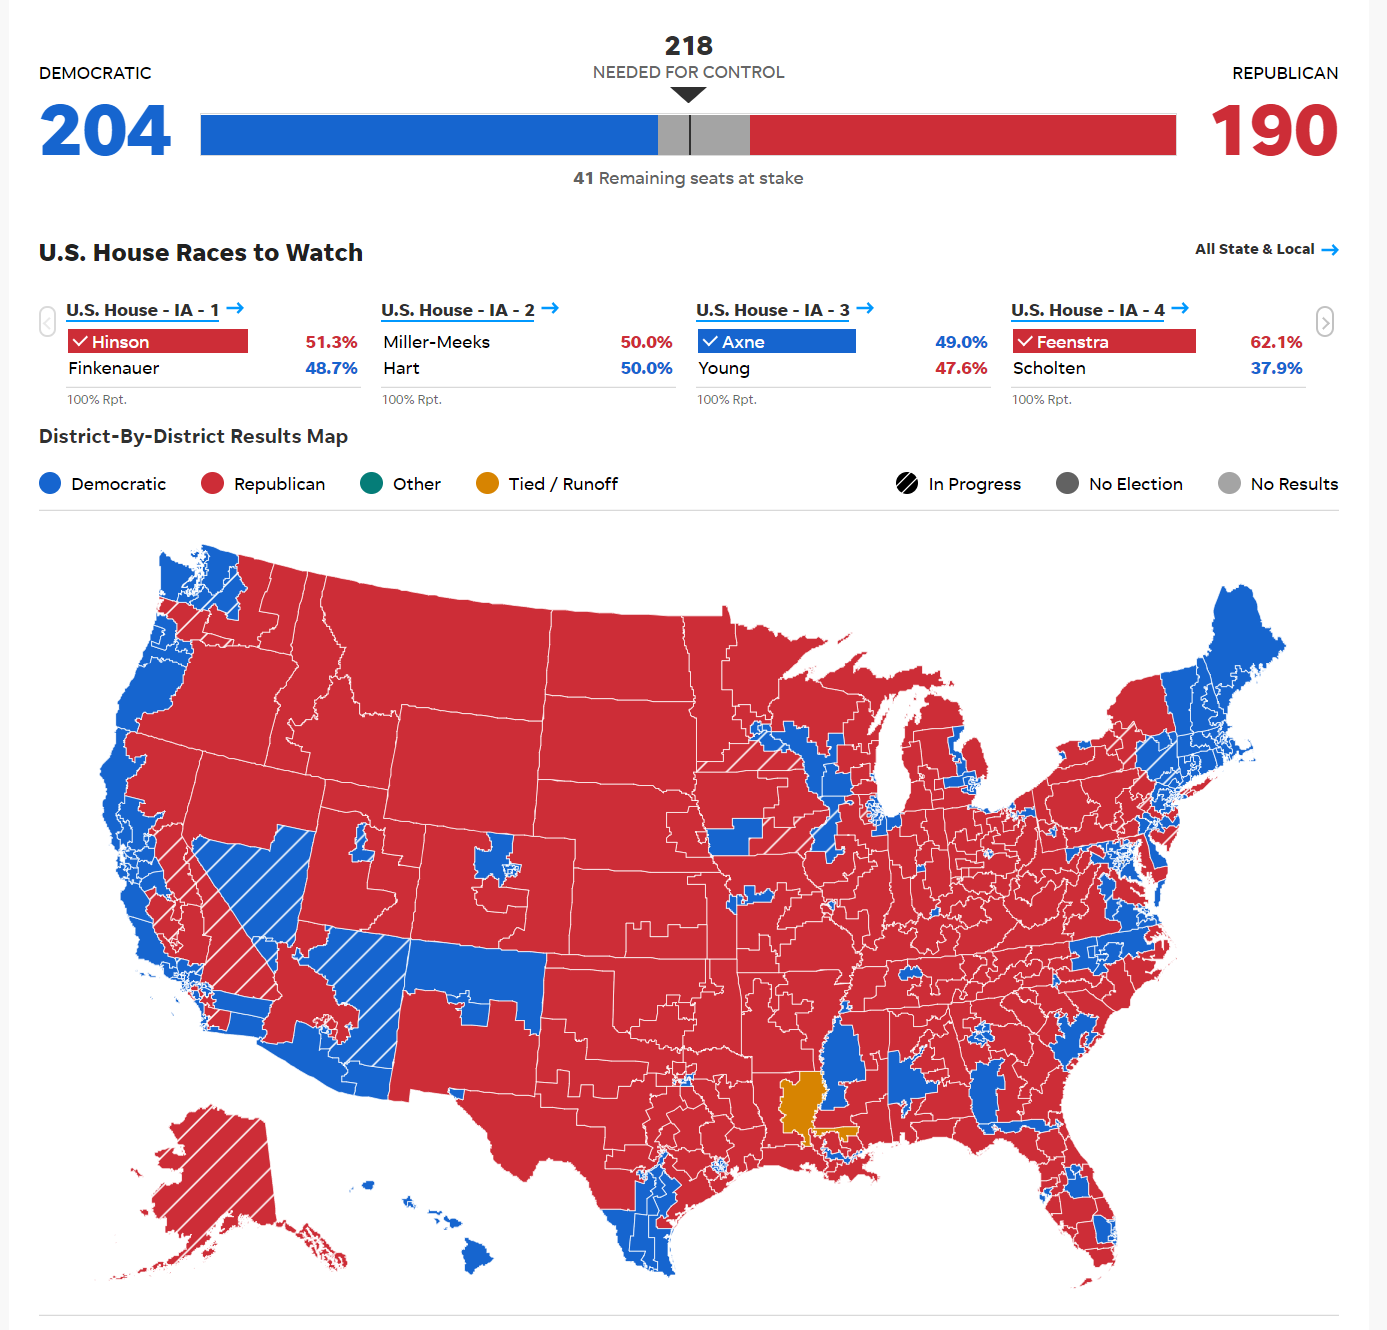 218
NEEDED FOR CONTROL
DEMOCRATIC
REPUBLICAN
204
190
41 Remaining seats at stake
U.S. House Races to Watch
All State & Local
U.S. House - IA - 1
Hinson 51.3%
Finkenauer 48.7%
100% Rpt.
U.S. House - IA - 2
Miller-Meeks 50.0%
Hart 50.0%
100% Rpt.
U.S. House - IA - 3
Axne 49.0%
Young 47.6%
100% Rpt.
U.S. House - IA - 4
Feenstra 62.1%
Scholten 37.9%
100% Rpt.
District-By-District Results Map
Democratic Republican Other Tied / Runoff In Progress No Election No Results